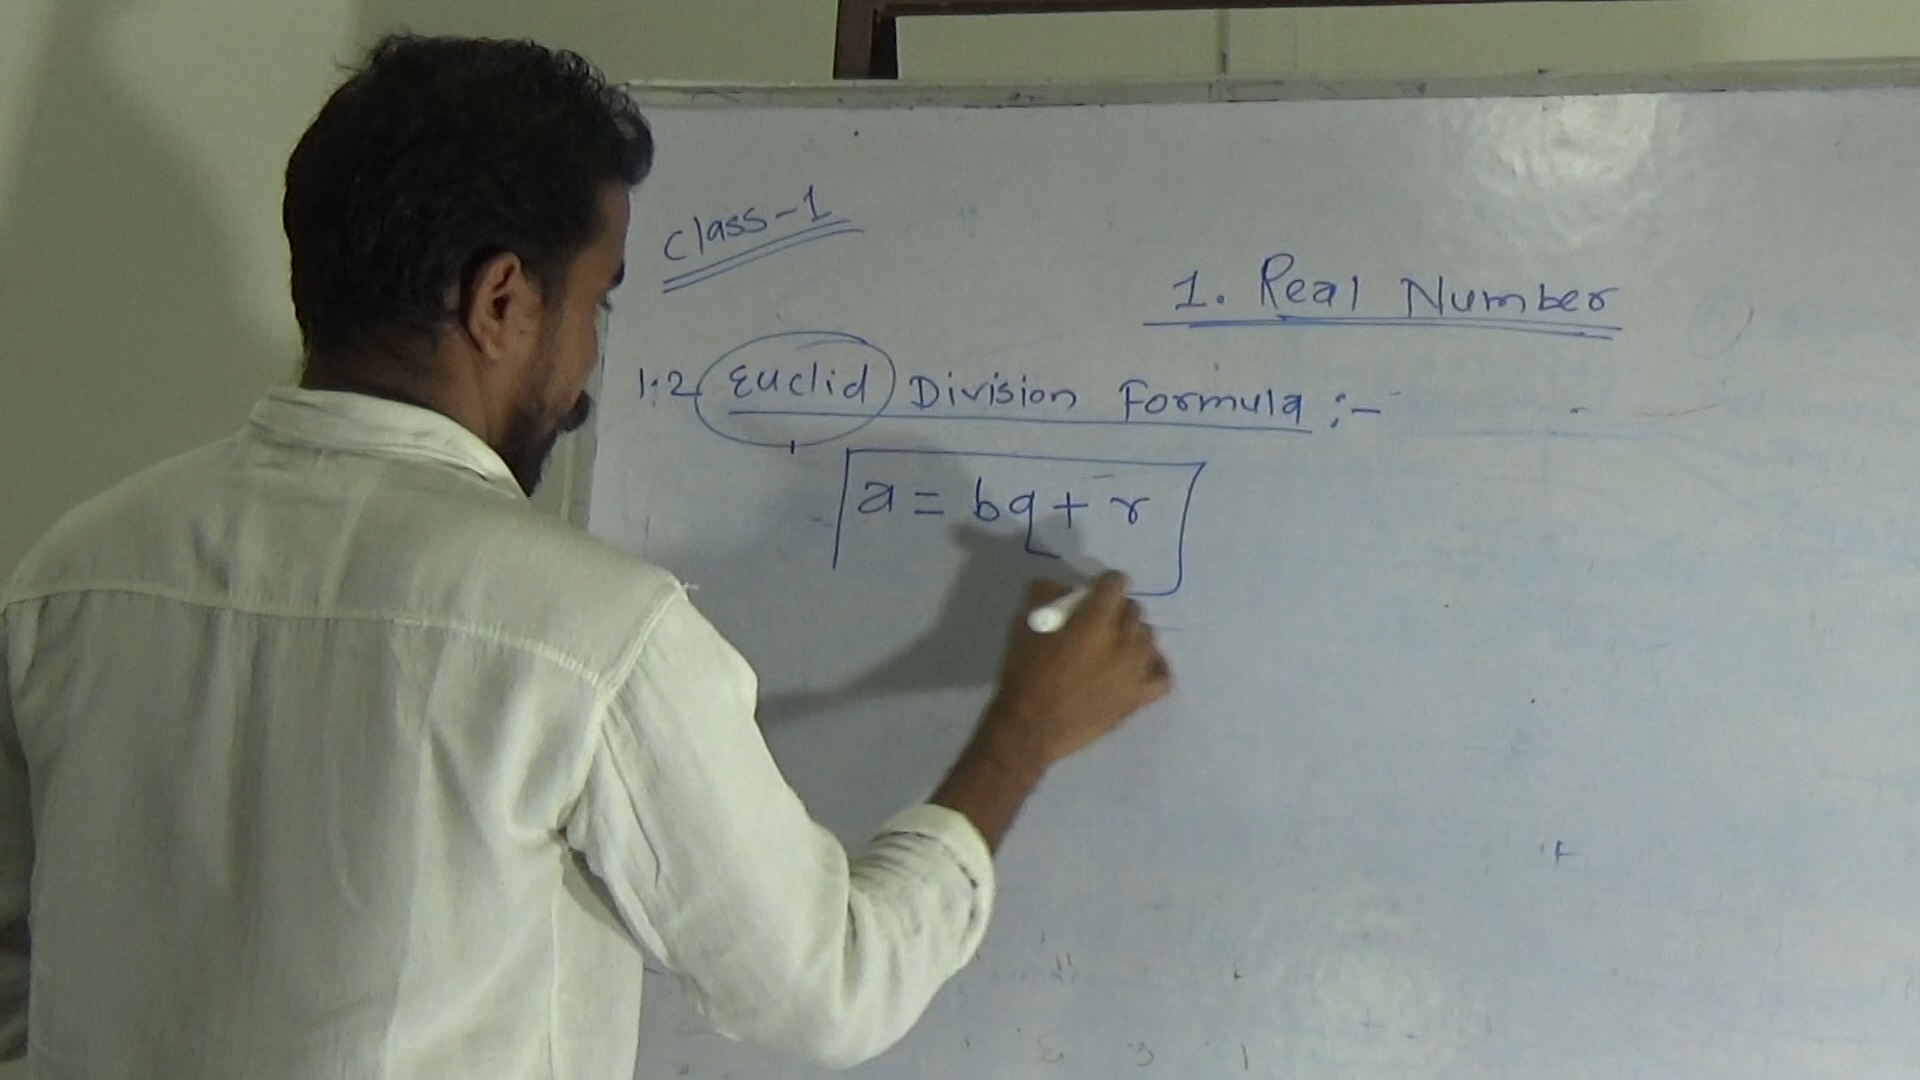 Class-1
1. Real Number
1.2 Euclid Division Formula :-
a = bq + r